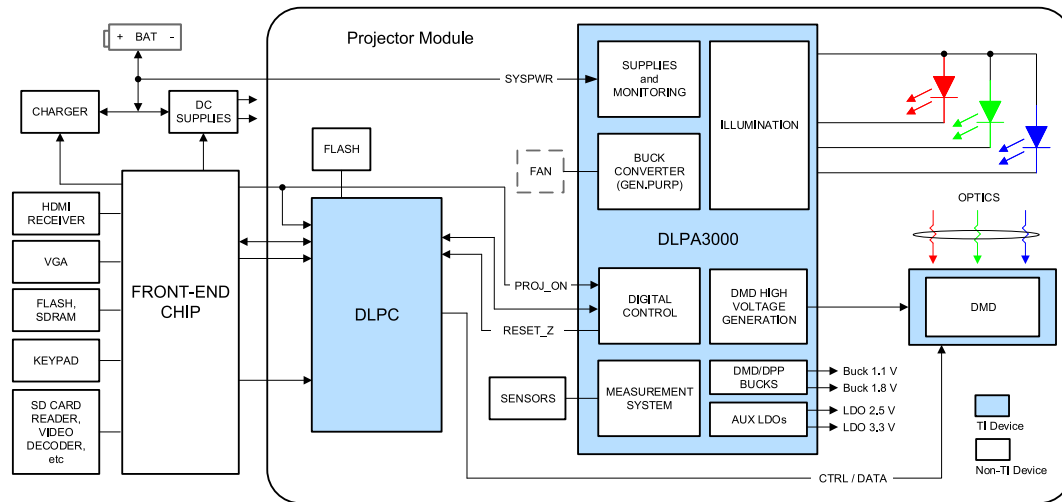 + BAT -
Projector Module
SYSPWR
CHARGER
DC
SUPPLIES
FLASH
FAN
SUPPLIES
and
MONITORING
ILLUMINATION
BUCK
CONVERTER
(GEN.PURP)
DLPA3000
HDMI
RECEIVER
VGA
FLASH,
SDRAM
KEYPAD
SD CARD
READER,
VIDEO
DECODER,
etc
FRONT-END
CHIP
DLPC
PROJ_ON
RESET_Z
DIGITAL
CONTROL
DMD HIGH
VOLTAGE
GENERATION
OPTICS
DMD
SENSORS
MEASUREMENT
SYSTEM
DMD/DPP
BUCKS
AUX LDOs
Buck 1.1 V
Buck 1.8 V
LDO 2.5 V
LDO 3.3 V
CTRL / DATA
TI Device
Non-TI Device